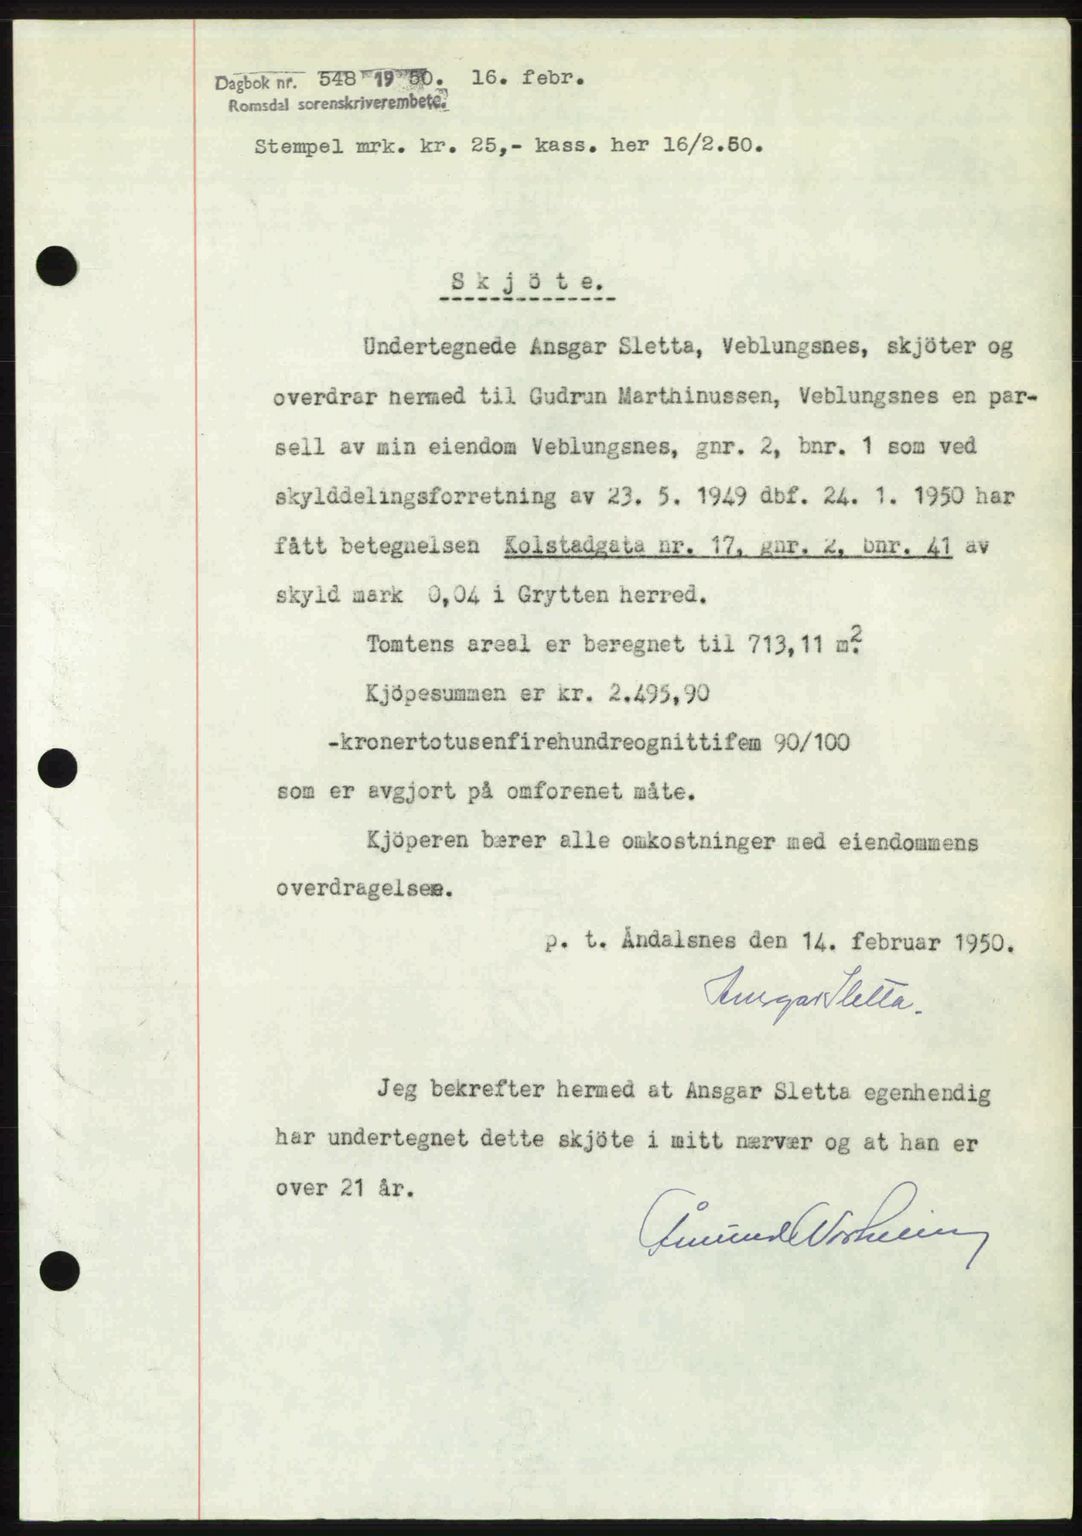 Dagbok nr. 548 19 50. 16. febr.
Romsdal sorenskriverembete.
Stempel mrk. kr. 25,- kass. her 16/2.50.
S k j ö t e.
Undertegnede Ansgar Sletta, Veblungsnes, skjöter og
overdrar hermed til Gudrun Marthinussen, Veblungsnes en par-
sell av min eiendom Veblungsnes, gnr. 2, bnr. 1 som ved
skylddelingsforretning av 23. 5. 1949 dbf. 24. 1. 1950 har
fått betegnelsen Kolstadgata nr. 17, gnr. 2, bnr. 41 av
skyld mark 0,04 i Grytten herred.
Tomtens areal er beregnet til 713,11 m².
Kjöpesummen er kr. 2.495,90
-kronertotusenfirehundreognittifem 90/100
som er avgjort på omforenet måte.
Kjöperen bærer alle omkostninger med eiendommens
overdragelse.
p. t. Åndalsnes den 14. februar 1950.
Ansgar Sletta.
Jeg bekrefter hermed at Ansgar Sletta egenhendig
har undertegnet dette skjöte i mitt nærvær og at han er
over 21 år.
Åmund